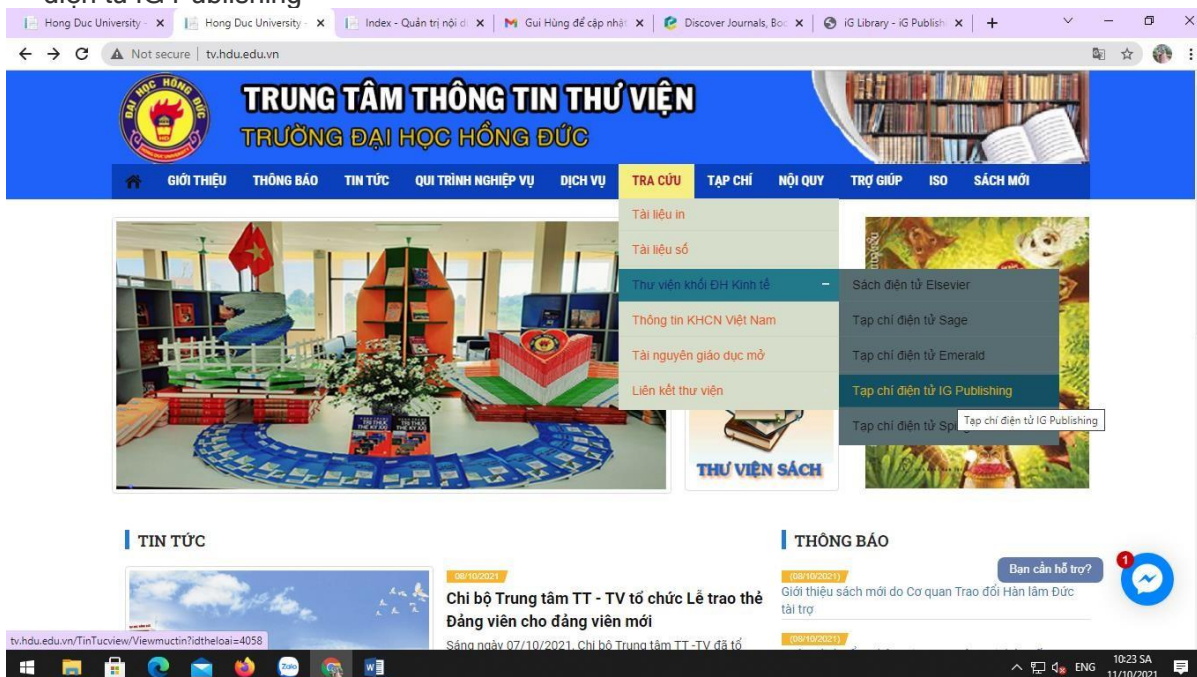 điện tử IG Publishing"
Hong Duc University -
Hong Duc University -
Index - Quản trị nội d
Gui Hùng để cập nhật
Discover Journals, Boo
iG Library - iG Publish
Not secure | tv.hdu.edu.vn
ĐẠI HỌC HỒNG ĐỨC
TRUNG TÂM THÔNG TIN THƯ VIỆN
TRƯỜNG ĐẠI HỌC HỒNG ĐỨC
GIỚI THIỆU THÔNG BÁO TIN TỨC QUI TRÌNH NGHIỆP VỤ DỊCH VỤ TRA CỨU TẠP CHÍ NỘI QUY TRỢ GIÚP ISO SÁCH MỚI
Tài liệu in
Tài liệu số
Thư viện khối ĐH Kinh tế
Thông tin KHCN Việt Nam
Tài nguyên giáo dục mở
Liên kết thư viện
Sách điện tử Elsevier
Tạp chí điện tử Sage
Tạp chí điện tử Emerald
Tạp chí điện tử IG Publishing
Tạp chí điện tử Sp
Tạp chí điện tử IG Publishing
THƯ VIỆN SÁCH
TIN TỨC
08/10/2021
Chi bộ Trung tâm TT - TV tổ chức Lễ trao thẻ
Đảng viên cho đảng viên mới
Sáng ngày 07/10/2021, Chi bộ Trung tâm TT -TV đã tổ
THÔNG BÁO
(08/10/2021)
Giới thiệu sách mới do Cơ quan Trao đổi Hàn lâm Đức
tài trợ
(06/10/2021)
Bạn cần hỗ trợ?
1
tv.hdu.edu.vn/TinTucview/Viewmuctin?idtheloai=4058
Zalo
ENG
10:23 SA
11/10/2021